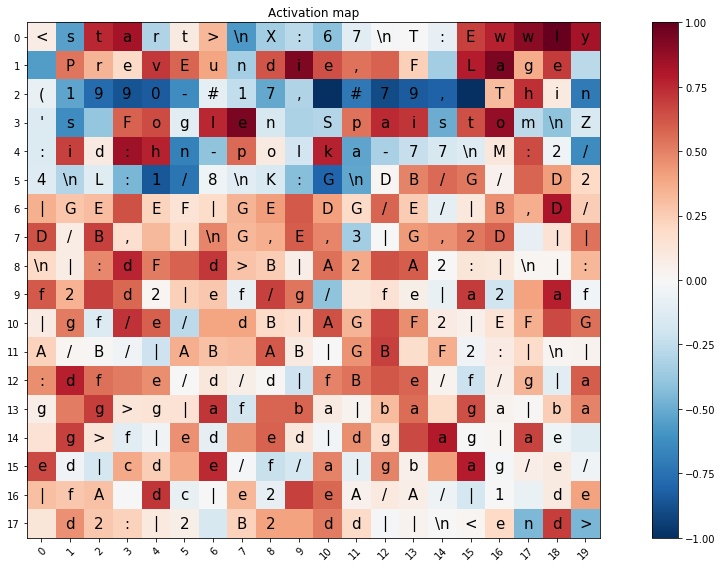 Activation map
0 < s t a r t > \n X : 6 7 \n T : E w w l y
1 P r e v E u n d i e , F L a g e
2 ( 1 9 9 0 - # 1 7 , # 7 9 , T h i n
3 ' s F o g l e n S p a i s t o m \n Z
4 : i d : h n - p o l k a - 7 7 \n M : 2 /
5 4 \n L : 1 / 8 \n K : G \n D B / G / D 2
6 | G E E F | G E D G / E / | B , D /
7 D / B , | \n G , E , 3 | G , 2 D | |
8 \n | : d F d > B | A 2 A 2 : | \n | :
9 f 2 d 2 | e f / g / f e | a 2 a f
10 | g f / e / d B | A G F 2 | E F G
11 A / B / | A B A B | G B F 2 : | \n |
12 : d f e / d / d | f B e / f / g | a
13 g g > g | a f b a | b a g a | b a
14 g > f | e d e d | d g a g | a e
15 e d | c d e / f / a | g b a g / e /
16 | f A d c | e 2 e A / A / | 1 d e
17 d 2 : | 2 B 2 d d | | \n < e n d >
0 1 2 3 4 5 6 7 8 9 10 11 12 13 14 15 16 17 18 19
1.00
0.75
0.50
0.25
0.00
−0.25
−0.50
−0.75
−1.00